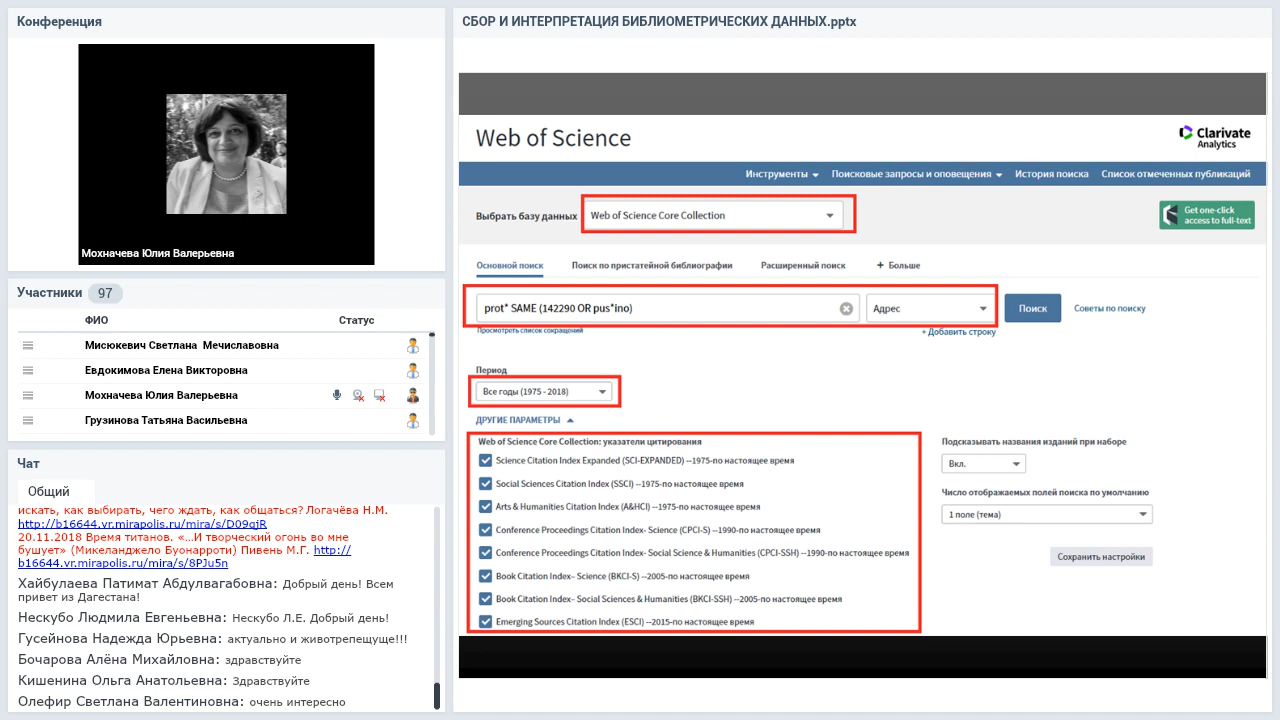 Конференция
Мохначева Юлия Валерьевна
Участники 97
ФИО Статус
Мисюкевич Светлана Мечиславовна
Евдокимова Елена Викторовна
Мохначева Юлия Валерьевна
Грузинова Татьяна Васильевна
Чат
Общий
искать, как выбирать, чего ждать, как общаться? Логачёва Н.М.
http://b16644.vr.mirapolis.ru/mira/s/D09qjR
20.11.2018 Время титанов. «...И творческий огонь во мне
бушует» (Микеланджело Буонарроти) Пивень М.Г. http://
b16644.vr.mirapolis.ru/mira/s/8PJu5n
Хайбулаева Патимат Абдулвагабовна: Добрый день! Всем
привет из Дагестана!
Нескубо Людмила Евгеньевна: Нескубо Л.Е. Добрый день!
Гусейнова Надежда Юрьевна: актуально и животрепещуще!!!
Бочарова Алёна Михайловна: здравствуйте
Кишенина Ольга Анатольевна: Здравствуйте
Олефир Светлана Валентиновна: очень интересно
СБОР И ИНТЕРПРЕТАЦИЯ БИБЛИОМЕТРИЧЕСКИХ ДАННЫХ.pptx
Web of Science
Clarivate
Analytics
Инструменты Поисковые запросы и оповещения История поиска Список отмеченных публикаций
Выбрать базу данных Web of Science Core Collection
Get one-click
access to full-text
Основной поиск Поиск по пристатейной библиографии Расширенный поиск + Больше
prot* SAME (142290 OR pus*ino) Адрес Поиск Советы по поиску
Просмотреть список сокращений
+ Добавить строку
Период
Все годы (1975 - 2018)
ДРУГИЕ ПАРАМЕТРЫ
Web of Science Core Collection: указатели цитирования
Science Citation Index Expanded (SCI-EXPANDED) --1975-по настоящее время
Social Sciences Citation Index (SSCI) --1975-по настоящее время
Arts & Humanities Citation Index (A&HCI) --1975-по настоящее время
Conference Proceedings Citation Index- Science (CPCI-S) --1990-по настоящее время
Conference Proceedings Citation Index- Social Science & Humanities (CPCI-SSH) --1990-по настоящее время
Book Citation Index– Science (BKCI-S) --2005-по настоящее время
Book Citation Index– Social Sciences & Humanities (BKCI-SSH) --2005-по настоящее время
Emerging Sources Citation Index (ESCI) --2015-по настоящее время
Подсказывать названия изданий при наборе
Вкл.
Число отображаемых полей поиска по умолчанию
1 поле (тема)
Сохранить настройки